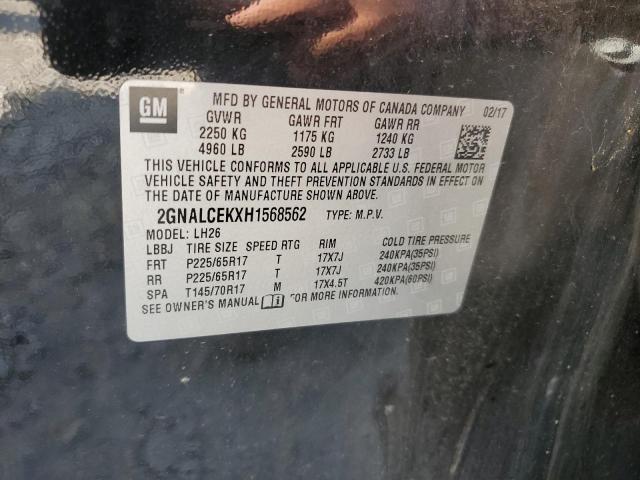 GM
MFD BY GENERAL MOTORS OF CANADA COMPANY 02/17
GVWR GAWR FRT GAWR RR
2250 KG 1175 KG 1240 KG
4960 LB 2590 LB 2733 LB
THIS VEHICLE CONFORMS TO ALL APPLICABLE U.S. FEDERAL MOTOR
VEHICLE SAFETY AND THEFT PREVENTION STANDARDS IN EFFECT ON
THE DATE OF MANUFACTURE SHOWN ABOVE.
2GNALCEKXH1568562 TYPE: M.P.V.
MODEL: LH26
LBBJ TIRE SIZE SPEED RTG RIM COLD TIRE PRESSURE
FRT P225/65R17 T 17X7J 240KPA(35PSI)
RR P225/65R17 T 17X7J 240KPA(35PSI)
SPA T145/70R17 M 17X4.5T 420KPA(60PSI)
SEE OWNER'S MANUAL FOR MORE INFORMATION.